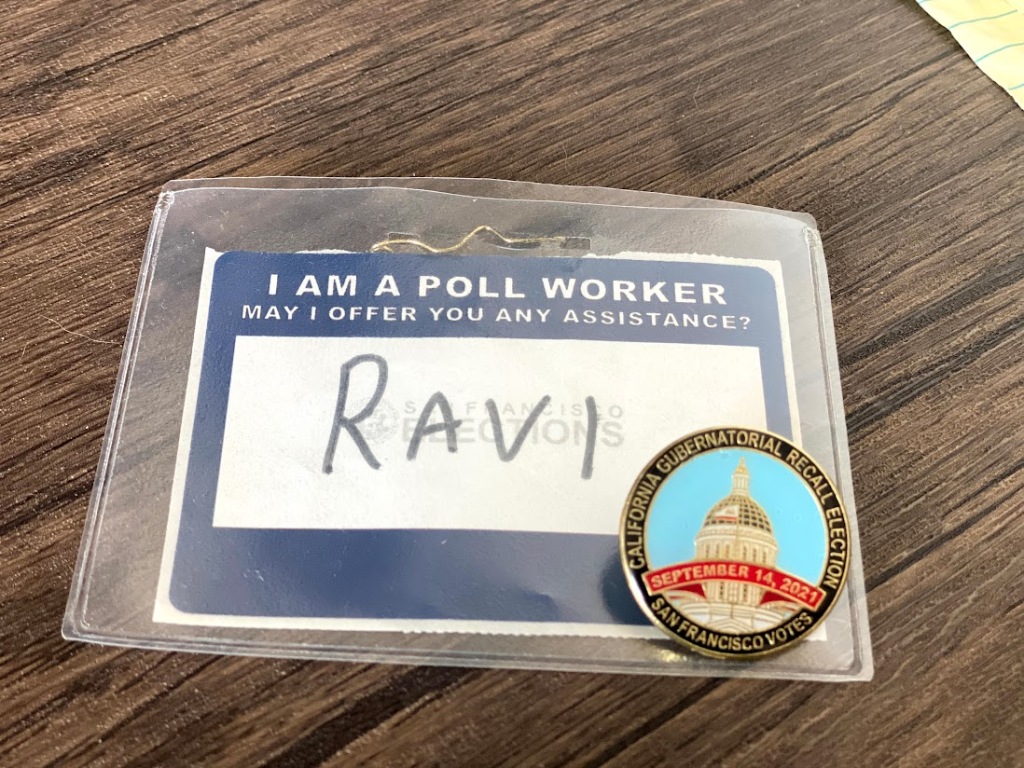 I AM A POLL WORKER
MAY I OFFER YOU ANY ASSISTANCE?
SAN FRANCISCO
ELECTIONS
RAVI
CALIFORNIA GUBERNATORIAL RECALL ELECTION
SEPTEMBER 14, 2021
SAN FRANCISCO VOTES